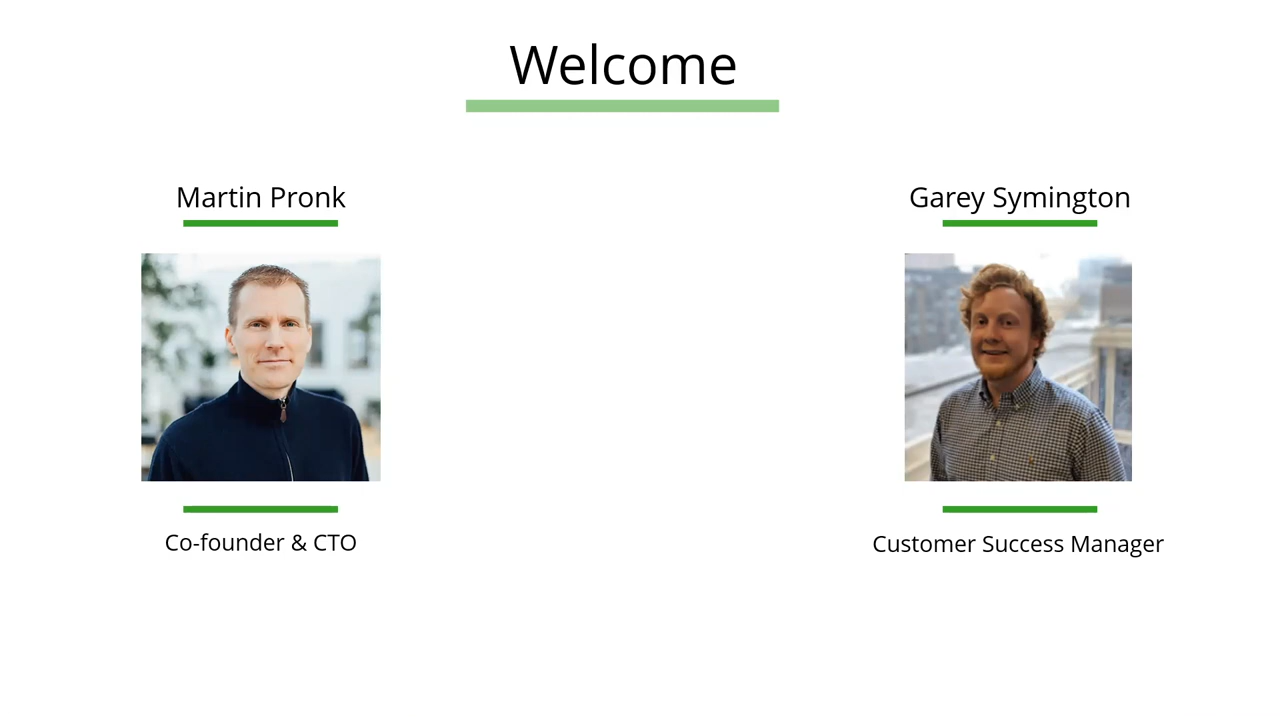 Welcome
Martin Pronk
Garey Symington
Co-founder & CTO
Customer Success Manager